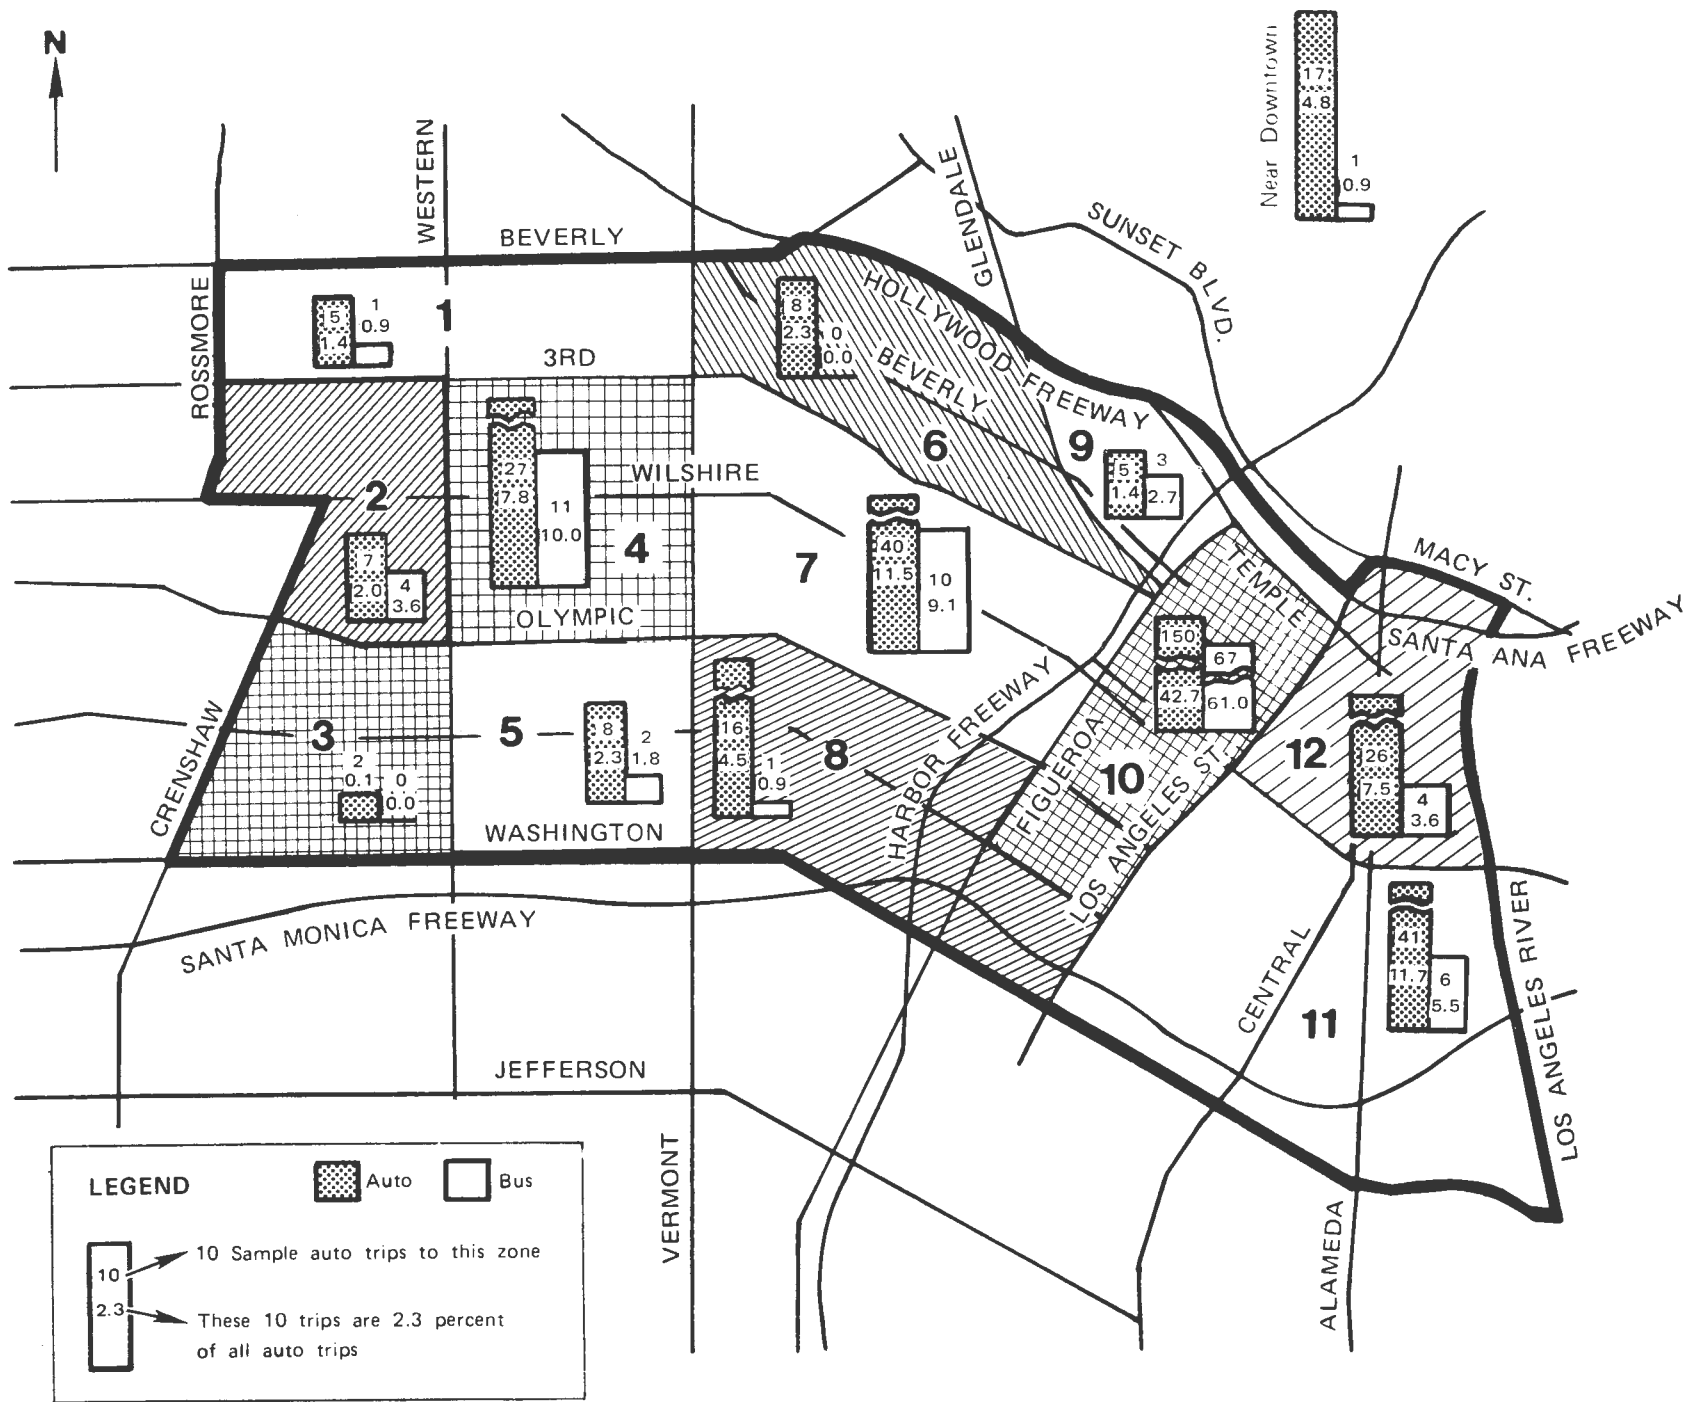 N
WESTERN
BEVERLY
ROSSMORE
GLENDALE
SUNSET BLVD.
Near Downtown
17
4.8
1
0.9
5
1.4
1
0.9
1
3RD
8
2.3
0
0.0
HOLLYWOOD FREEWAY
BEVERLY
6
9
5
1.4
3
2.7
2
7
2.0
4
3.6
27
7.8
11
10.0
4
WILSHIRE
OLYMPIC
7
40
11.5
10
9.1
TEMPLE
MACY ST.
SANTA ANA FREEWAY
150
42.7
67
61.0
10
FIGUEROA
LOS ANGELES ST.
HARBOR FREEWAY
CRENSHAW
3
2
0.1
0
0.0
5
8
2.3
2
1.8
WASHINGTON
16
4.5
1
0.9
8
12
26
7.5
4
3.6
SANTA MONICA FREEWAY
41
11.7
6
5.5
11
CENTRAL
LOS ANGELES RIVER
JEFFERSON
VERMONT
ALAMEDA
LEGEND
Auto
Bus
10
2.3
10 Sample auto trips to this zone
These 10 trips are 2.3 percent
of all auto trips